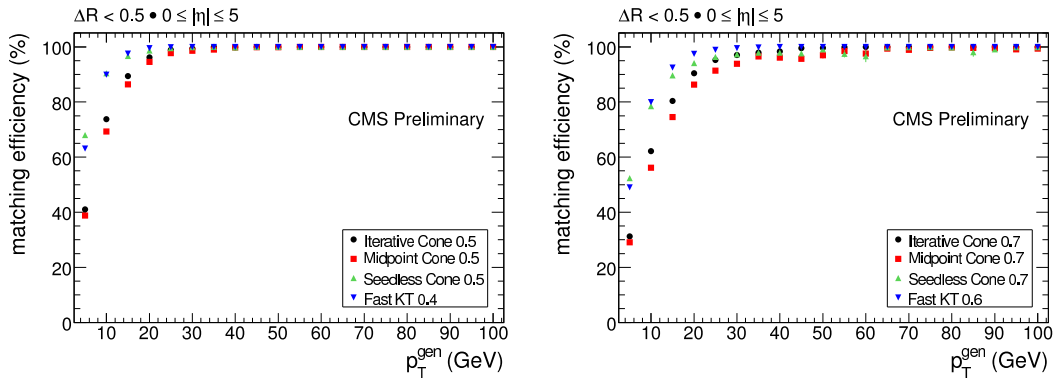 ΔR < 0.5 ● 0 ≤ |η| ≤ 5
matching efficiency (%)
100
80
60
40
20
0
CMS Preliminary
Iterative Cone 0.5
Midpoint Cone 0.5
Seedless Cone 0.5
Fast KT 0.4
0 10 20 30 40 50 60 70 80 90 100
p_T^gen (GeV)
ΔR < 0.5 ● 0 ≤ |η| ≤ 5
matching efficiency (%)
100
80
60
40
20
0
CMS Preliminary
Iterative Cone 0.7
Midpoint Cone 0.7
Seedless Cone 0.7
Fast KT 0.6
10 20 30 40 50 60 70 80 90 100
p_T^gen (GeV)